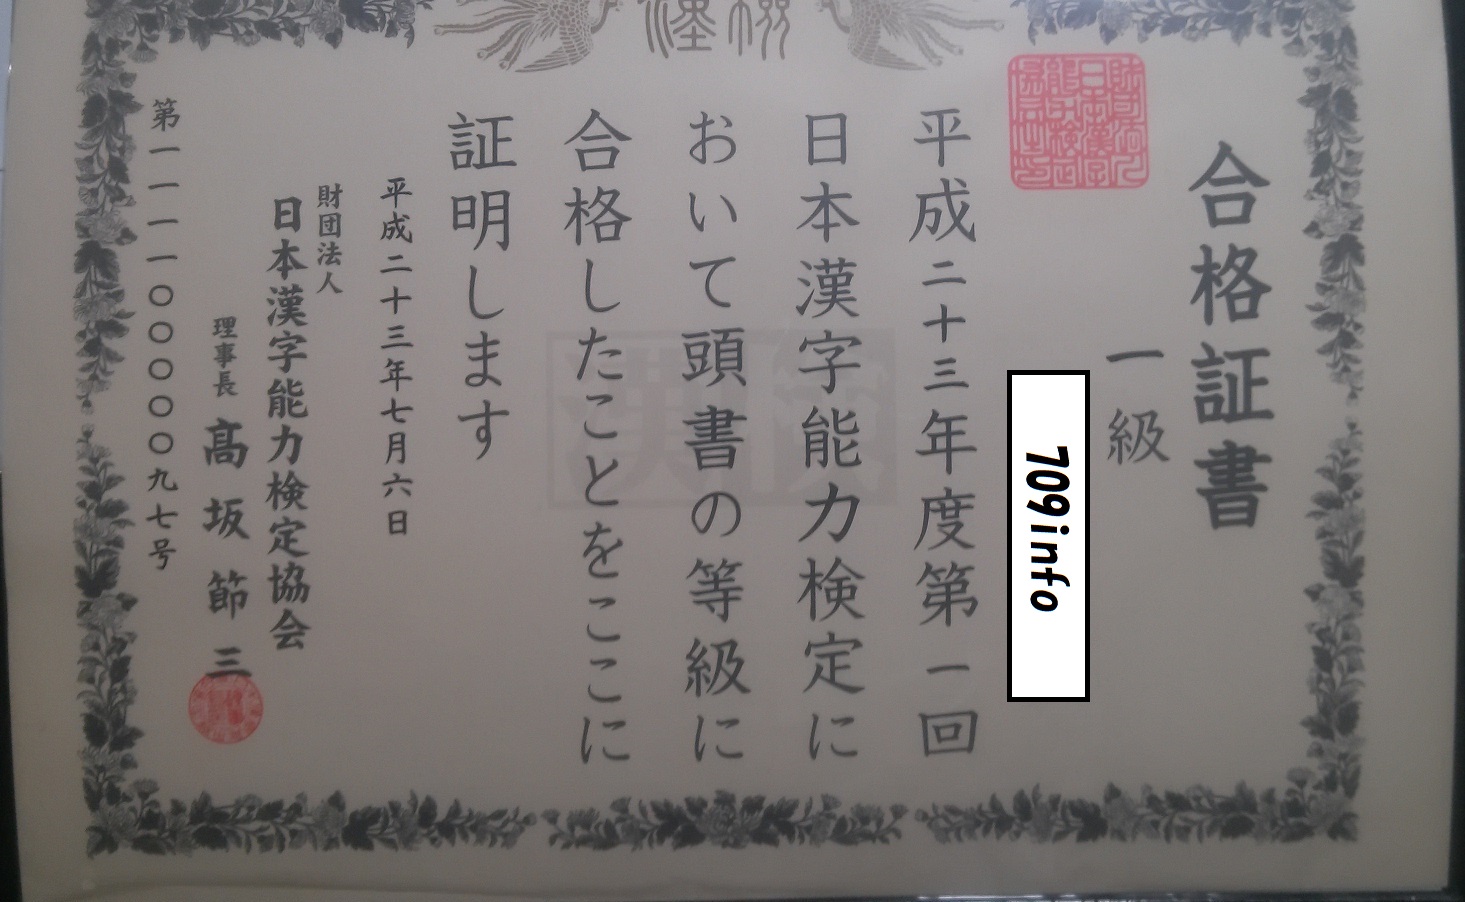 漢検
合格証書
一級
709info
平成二十三年度第一回
日本漢字能力検定に
おいて頭書の等級に
合格したことをここに
証明します
平成二十三年七月六日
財団法人
日本漢字能力検定協会
理事長 髙坂節三
第一一一一〇〇〇〇〇九七号